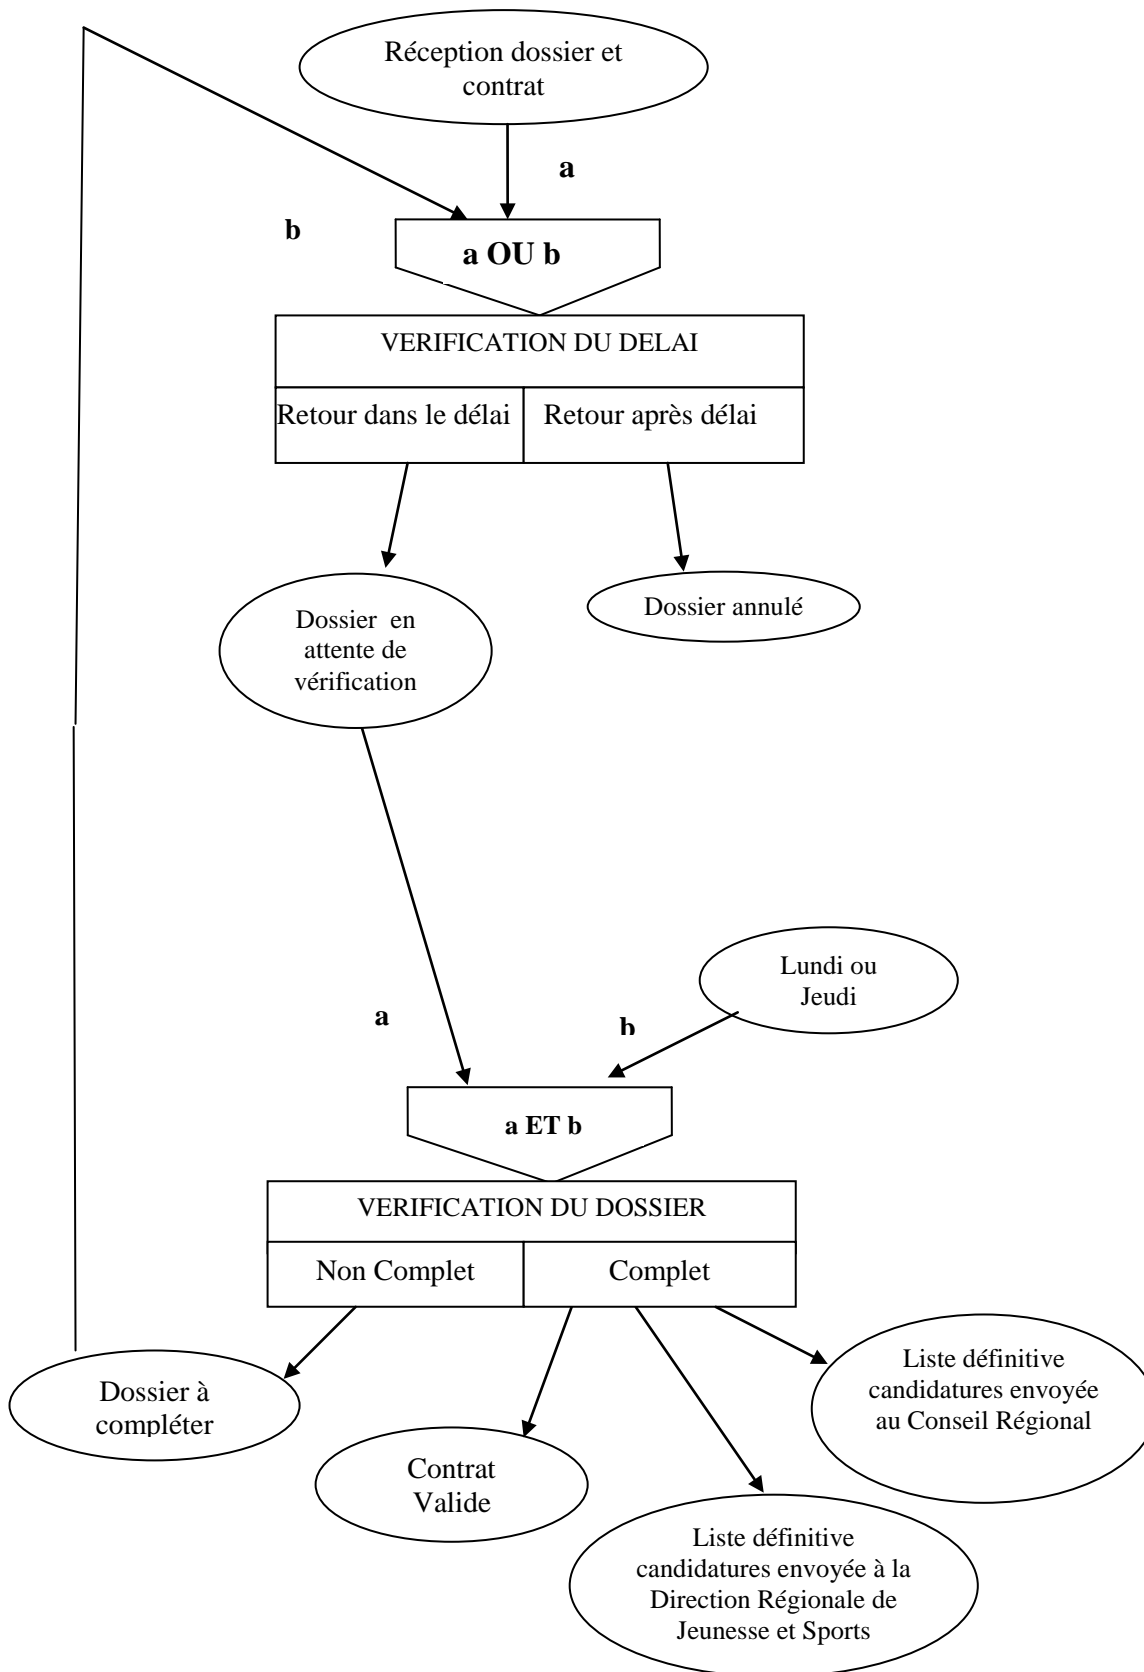 Réception dossier et
contrat
a
b
a OU b
VERIFICATION DU DELAI
Retour dans le délai
Retour après délai
Dossier en
attente de
vérification
Dossier annulé
Lundi ou
Jeudi
a
b
a ET b
VERIFICATION DU DOSSIER
Non Complet
Complet
Dossier à
compléter
Contrat
Valide
Liste définitive
candidatures envoyée
au Conseil Régional
Liste définitive
candidatures envoyée à la
Direction Régionale de
Jeunesse et Sports